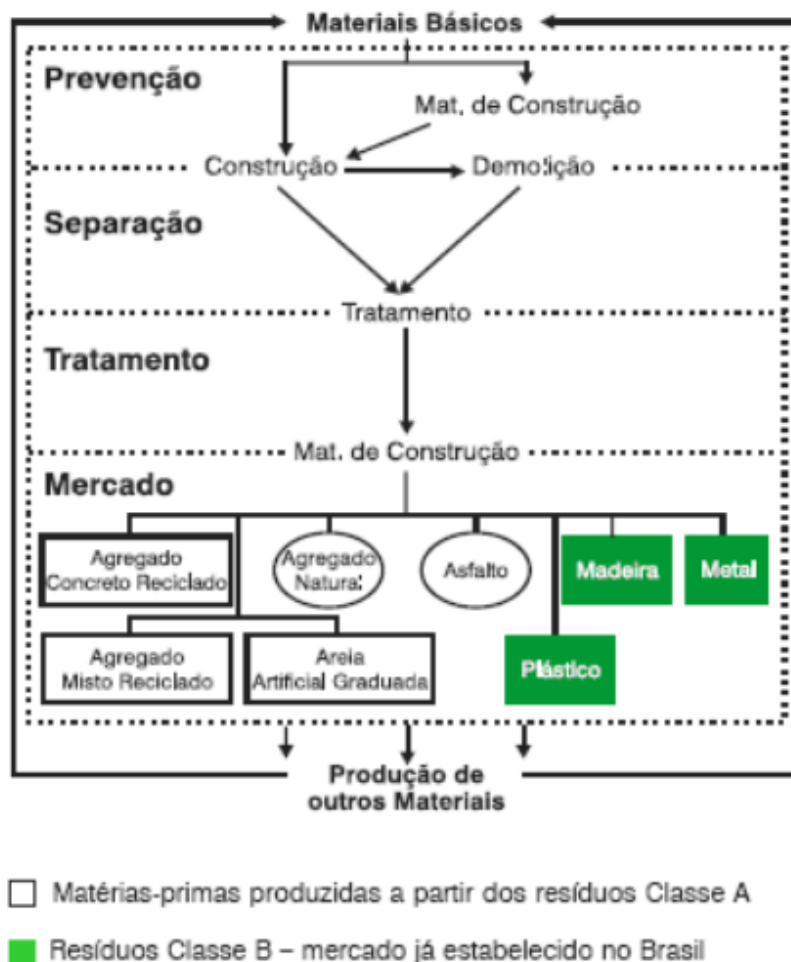 Materiais Básicos
Prevenção
Mat. de Construção
Construção
Demolição
Separação
Tratamento
Tratamento
Mat. de Construção
Mercado
Agregado
Concreto Reciclado
Agregado
Natural
Asfalto
Madeira
Metal
Agregado
Misto Reciclado
Areia
Artificial Graduada
Plástico
Produção de
outros Materiais
Matérias-primas produzidas a partir dos resíduos Classe A
Resíduos Classe B – mercado já estabelecido no Brasil